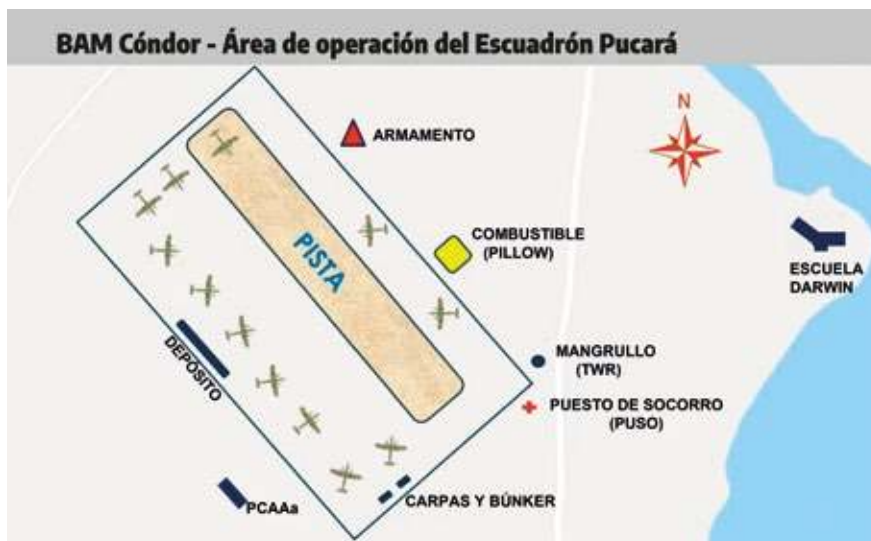 BAM Cóndor - Área de operación del Escuadrón Pucará
N
ARMAMENTO
PISTA
COMBUSTIBLE
(PILLOW)
ESCUELA
DARWIN
DEPÓSITO
MANGRULLO
(TWR)
PUESTO DE SOCORRO
(PUSO)
PCAAa
CARPAS Y BÚNKER